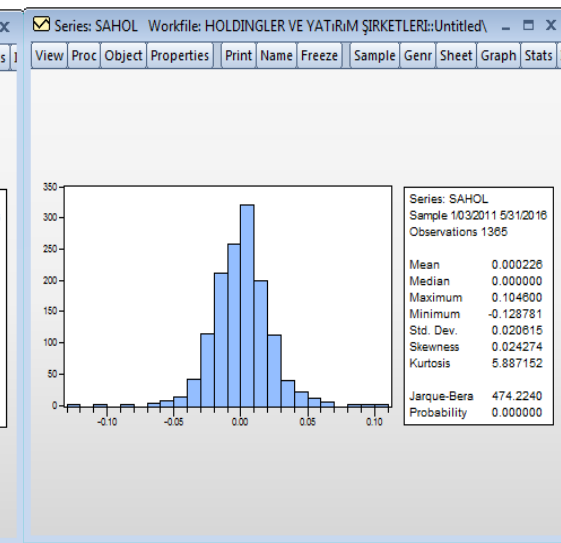 Series: SAHOL Workfile: HOLDINGLER VE YATıRıM ŞIRKETLERI::Untitled\
View Proc Object Properties Print Name Freeze Sample Genr Sheet Graph Stats
350
300
250
200
150
100
50
0
-0.10 -0.05 0.00 0.05 0.10
Series: SAHOL
Sample 1/03/2011 5/31/2016
Observations 1365
Mean 0.000226
Median 0.000000
Maximum 0.104600
Minimum -0.128781
Std. Dev. 0.020615
Skewness 0.024274
Kurtosis 5.887152
Jarque-Bera 474.2240
Probability 0.000000